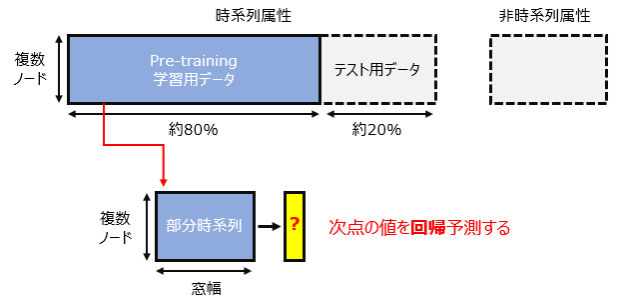 時系列属性
非時系列属性
複数
ノード
Pre-training
学習用データ
テスト用データ
約80%
約20%
複数
ノード
部分時系列
?
次点の値を回帰予測する
窓幅